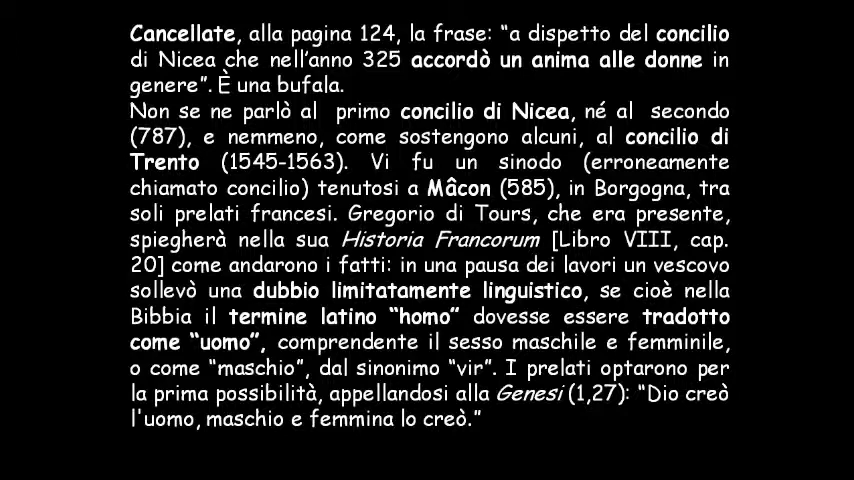 Cancellate, alla pagina 124, la frase: “a dispetto del concilio
di Nicea che nell’anno 325 accordò un anima alle donne in
genere”. È una bufala.
Non se ne parlò al primo concilio di Nicea, né al secondo
(787), e nemmeno, come sostengono alcuni, al concilio di
Trento (1545-1563). Vi fu un sinodo (erroneamente
chiamato concilio) tenutosi a Mâcon (585), in Borgogna, tra
soli prelati francesi. Gregorio di Tours, che era presente,
spiegherà nella sua Historia Francorum [Libro VIII, cap.
20] come andarono i fatti: in una pausa dei lavori un vescovo
sollevò una dubbio limitatamente linguistico, se cioè nella
Bibbia il termine latino “homo” dovesse essere tradotto
come “uomo”, comprendente il sesso maschile e femminile,
o come “maschio”, dal sinonimo “vir”. I prelati optarono per
la prima possibilità, appellandosi alla Genesi (1,27): “Dio creò
l'uomo, maschio e femmina lo creò.”